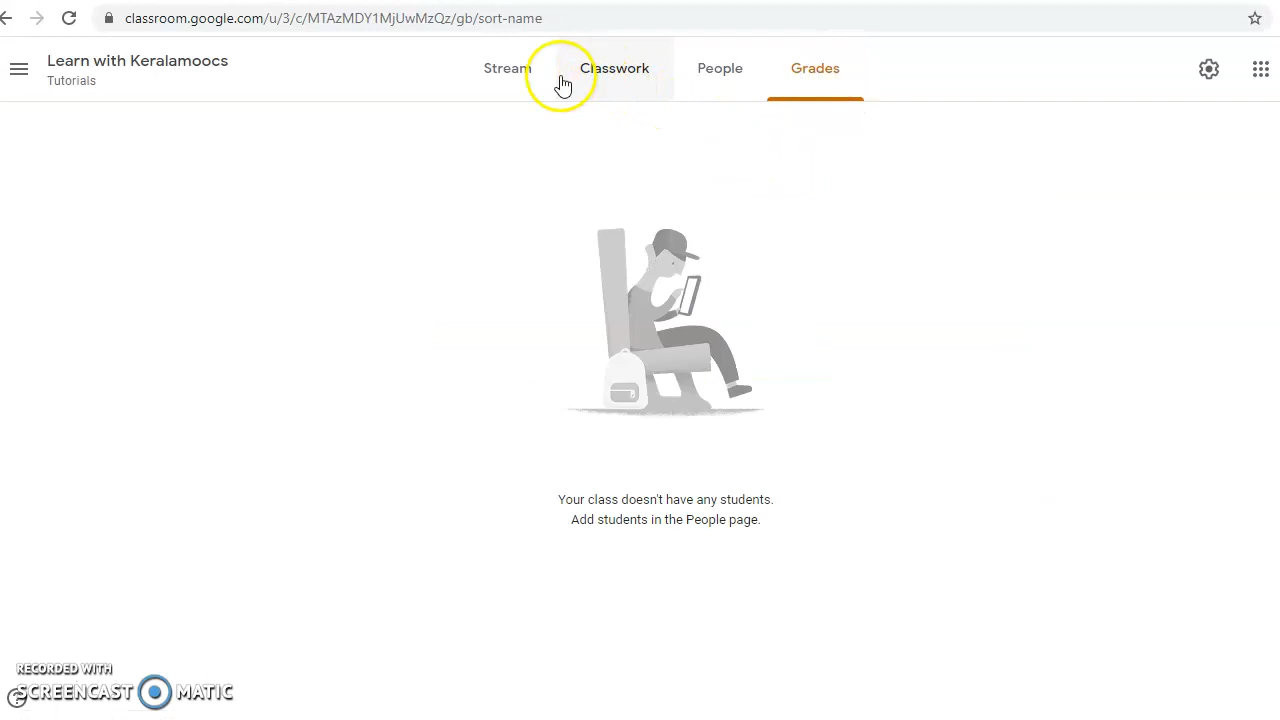 classroom.google.com/u/3/c/MTAzMDY1MjUwMzQz/gb/sort-name
Learn with Keralamoocs
Tutorials
Stream
Classwork
People
Grades
Your class doesn't have any students.
Add students in the People page.
RECORDED WITH
SCREENCAST MATIC
?